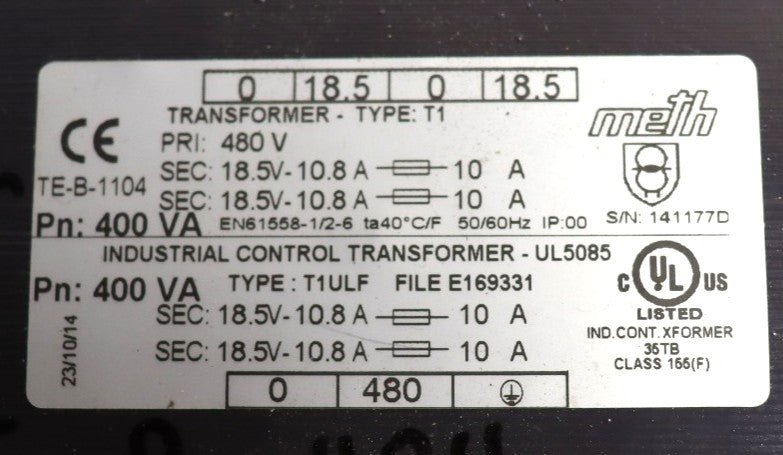 0 18.5 0 18.5
TRANSFORMER - TYPE: T1
meth
CE
PRI: 480 V
SEC: 18.5V-10.8 A 10 A
TE-B-1104
SEC: 18.5V-10.8 A 10 A
S/N: 141177D
Pn: 400 VA EN61558-1/2-6 ta40°C/F 50/60Hz IP:00
INDUSTRIAL CONTROL TRANSFORMER - UL5085
Pn: 400 VA TYPE: T1ULF FILE E169331
C UL US
LISTED
SEC: 18.5V-10.8 A 10 A
IND.CONT.XFORMER
35TB
SEC: 18.5V-10.8 A 10 A
CLASS 155(F)
23/10/14
0 480